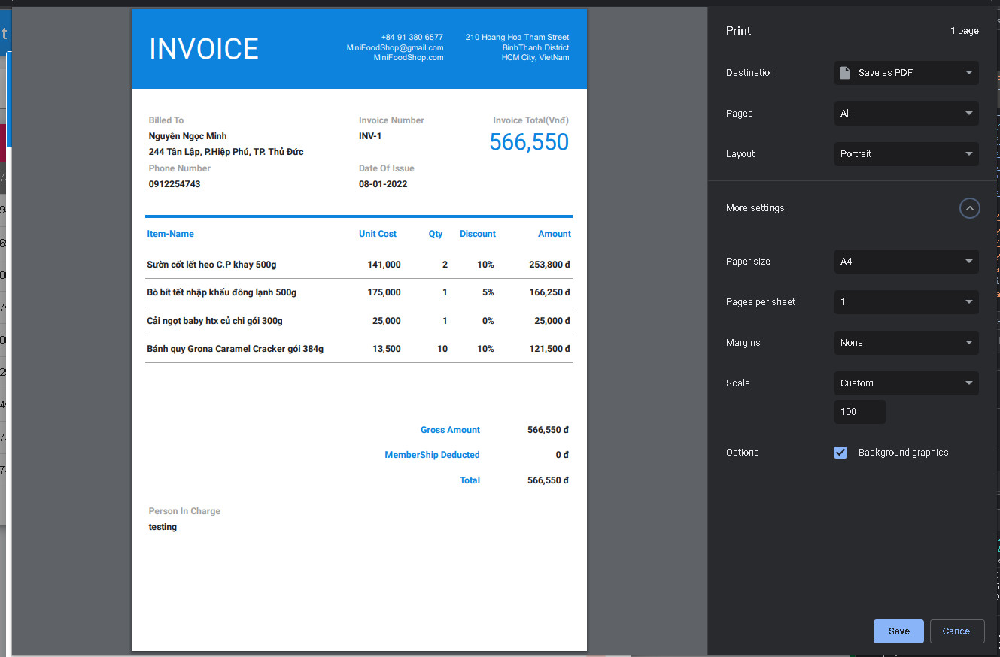 INVOICE
+84 91 380 6577
MiniFoodShop@gmail.com
MiniFoodShop.com
210 Hoang Hoa Tham Street
BinhThanh District
HCM City, VietNam
Billed To
Nguyễn Ngọc Minh
244 Tân Lập, P.Hiệp Phú, TP. Thủ Đức
Phone Number
0912254743
Invoice Number
INV-1
Date Of Issue
08-01-2022
Invoice Total(Vnđ)
566,550
Item-Name Unit Cost Qty Discount Amount
Sườn cốt lết heo C.P khay 500g 141,000 2 10% 253,800 đ
Bò bít tết nhập khẩu đông lạnh 500g 175,000 1 5% 166,250 đ
Cải ngọt baby htx củ chi gói 300g 25,000 1 0% 25,000 đ
Bánh quy Grona Caramel Cracker gói 384g 13,500 10 10% 121,500 đ
Gross Amount 566,550 đ
MemberShip Deducted 0 đ
Total 566,550 đ
Person In Charge
testing
Print 1 page
Destination Save as PDF
Pages All
Layout Portrait
More settings
Paper size A4
Pages per sheet 1
Margins None
Scale Custom
100
Options Background graphics
Save Cancel